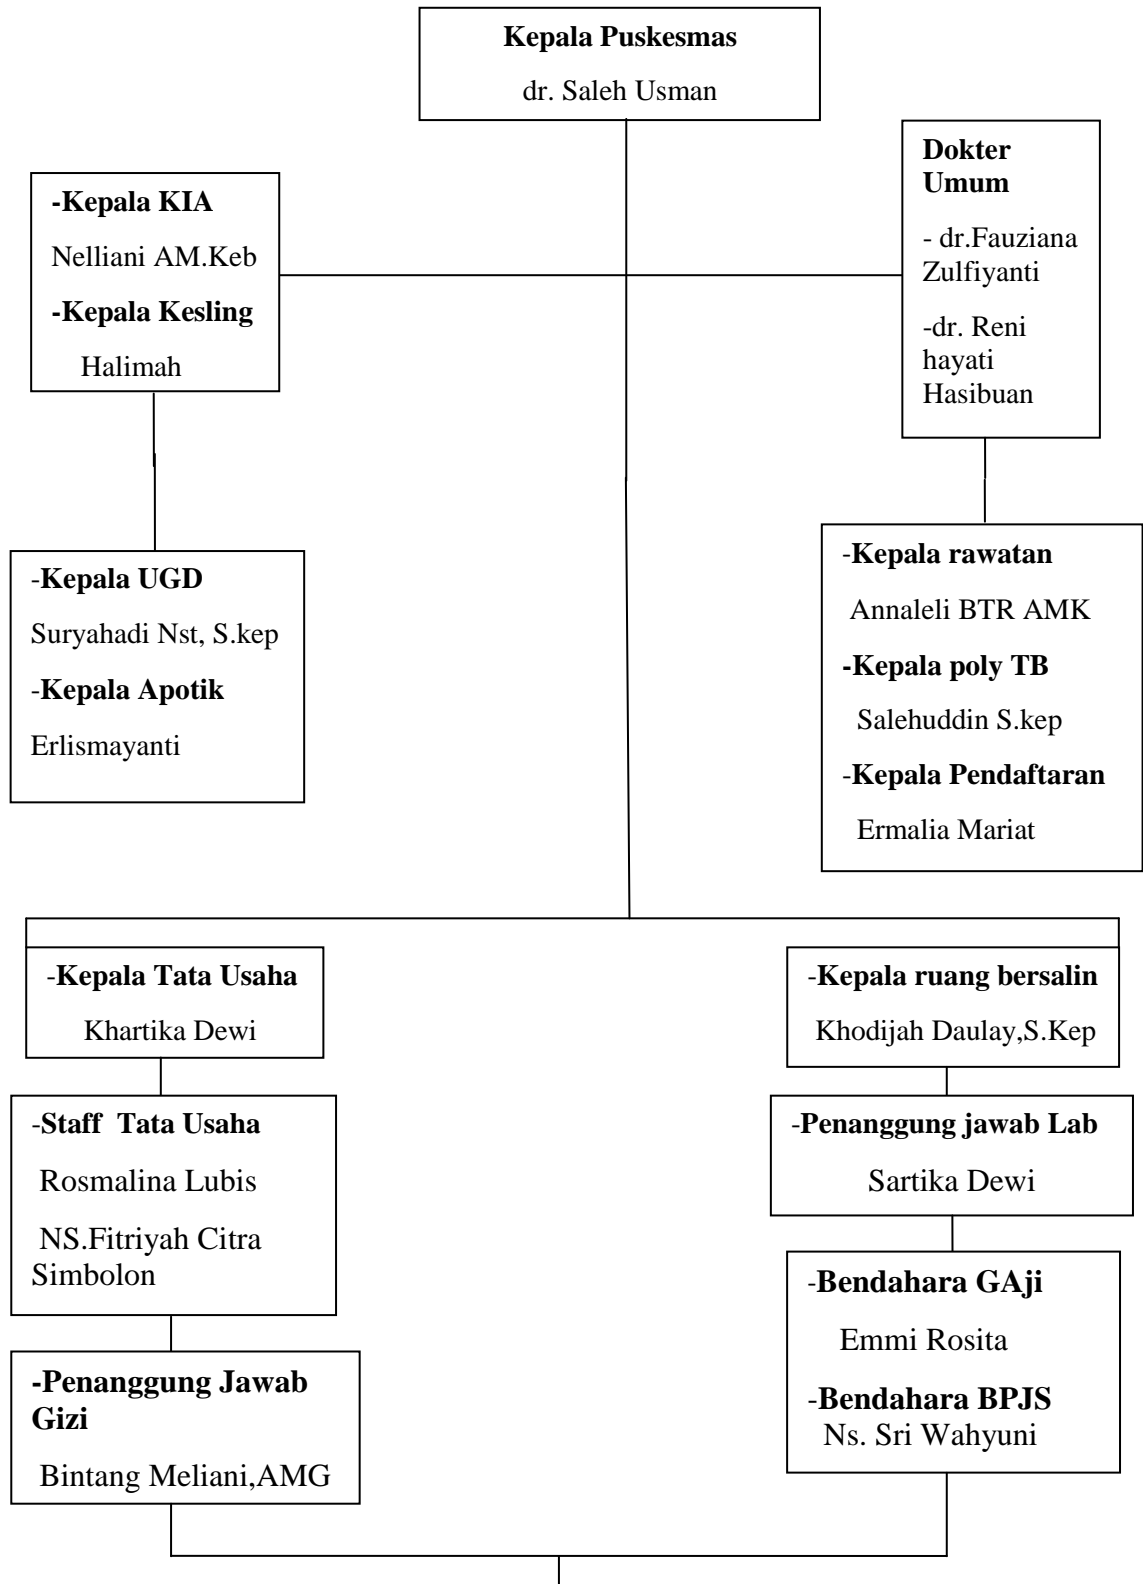 Kepala Puskesmas
dr. Saleh Usman
Dokter
Umum
- dr.Fauziana
Zulfiyanti
-dr. Reni
hayati
Hasibuan
-Kepala KIA
Nelliani AM.Keb
-Kepala Kesling
Halimah
-Kepala UGD
Suryahadi Nst, S.kep
-Kepala Apotik
Erlismayanti
-Kepala rawatan
Annaleli BTR AMK
-Kepala poly TB
Salehuddin S.kep
-Kepala Pendaftaran
Ermalia Mariat
-Kepala Tata Usaha
Khartika Dewi
-Kepala ruang bersalin
Khodijah Daulay,S.Kep
-Staff  Tata Usaha
Rosmalina Lubis
NS.Fitriyah Citra
Simbolon
-Penanggung jawab Lab
Sartika Dewi
-Bendahara GAji
Emmi Rosita
-Bendahara BPJS
Ns. Sri Wahyuni
-Penanggung Jawab
Gizi
Bintang Meliani,AMG